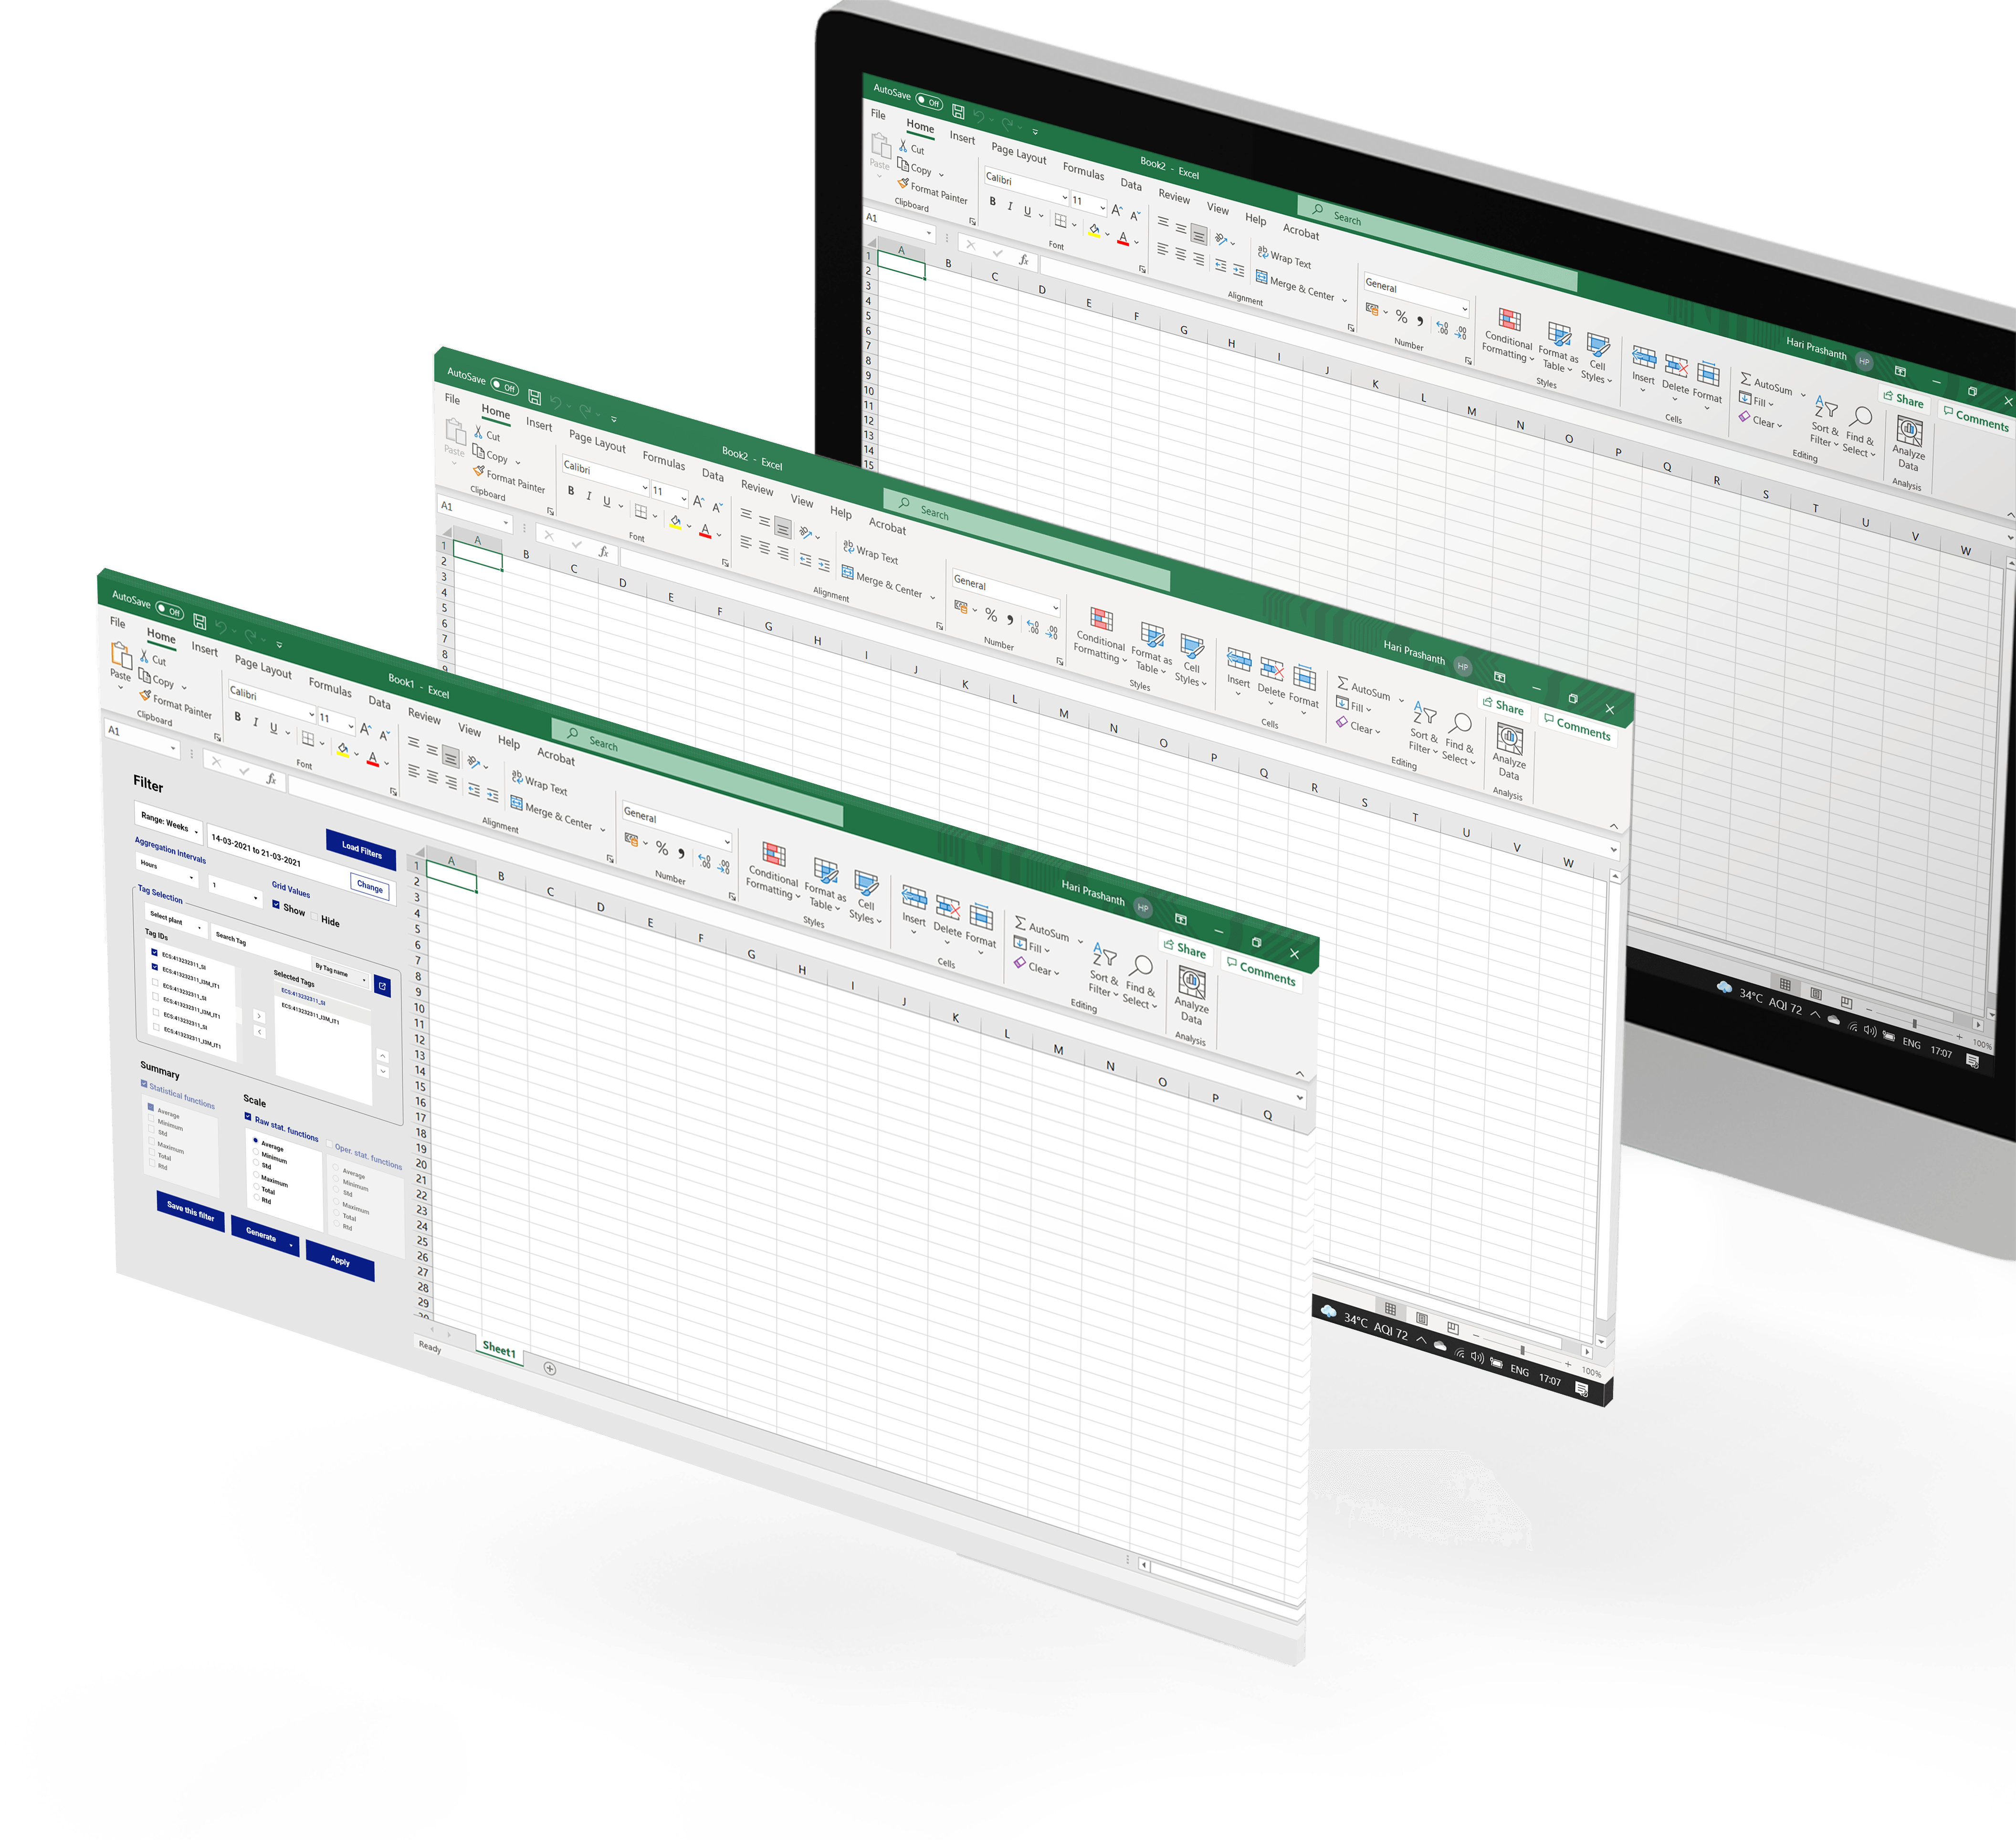 AutoSave Off
Book2 - Excel
Search
Hari Prashanth HP
File Home Insert Page Layout Formulas Data Review View Help Acrobat
Share Comments
Paste
Cut
Copy
Format Painter
Clipboard
Calibri 11
B I U
Font
Wrap Text
Merge & Center
Alignment
General
Number
Conditional Formatting
Format as Table
Cell Styles
Styles
Insert Delete Format
Cells
AutoSum
Fill
Clear
Sort & Filter
Find & Select
Editing
Analyze Data
Analysis
A1 fx
A B C D E F G H I J K L M N O P Q R S T U V W
1
2
3
4
5
6
7
8
9
10
11
12
13
14
15
100%
34°C AQI 72 ENG 17:07
AutoSave Off
Book2 - Excel
Search
Hari Prashanth HP
File Home Insert Page Layout Formulas Data Review View Help Acrobat
Share Comments
Paste
Cut
Copy
Format Painter
Clipboard
Calibri 11
B I U
Font
Wrap Text
Merge & Center
Alignment
General
Number
Conditional Formatting
Format as Table
Cell Styles
Styles
Insert Delete Format
Cells
AutoSum
Fill
Clear
Sort & Filter
Find & Select
Editing
Analyze Data
Analysis
A1 fx
A B C D E F G H I J K L M N O P Q R S T U V W
1
2
3
4
5
6
7
8
9
100%
34°C AQI 72 ENG 17:07
AutoSave Off
Book1 - Excel
Search
Hari Prashanth HP
File Home Insert Page Layout Formulas Data Review View Help Acrobat
Share Comments
Paste
Cut
Copy
Format Painter
Clipboard
Calibri 11
B I U
Font
Wrap Text
Merge & Center
Alignment
General
Number
Conditional Formatting
Format as Table
Cell Styles
Styles
Insert Delete Format
Cells
AutoSum
Fill
Clear
Sort & Filter
Find & Select
Editing
Analyze Data
Analysis
A1 fx
Filter
Load Filters
Range: Weeks 14-03-2021 to 21-03-2021 Change
Aggregation Intervals
Hours 1
Grid Values
Show Hide
Tag Selection
Select plant Search Tag By Tag name
Tag IDs
ECS:413232311_SI
ECS:413232311_J3M_IT1
ECS:413232311_SI
ECS:413232311_J3M_IT1
ECS:413232311_SI
ECS:413232311_J3M_IT1
Selected Tags
ECS:413232311_SI
ECS:413232311_J3M_IT1
Summary
Statistical functions
Average
Minimum
Std
Maximum
Total
Rtd
Scale
Raw stat. functions
Average
Minimum
Std
Maximum
Total
Rtd
Oper. stat. functions
Average
Minimum
Std
Maximum
Total
Rtd
Save this filter Generate Apply
A B C D E F G H I J K L M N O P Q
1
2
3
4
5
6
7
8
9
10
11
12
13
14
15
16
17
18
19
20
21
22
23
24
25
26
27
28
29
30
Sheet1
Ready